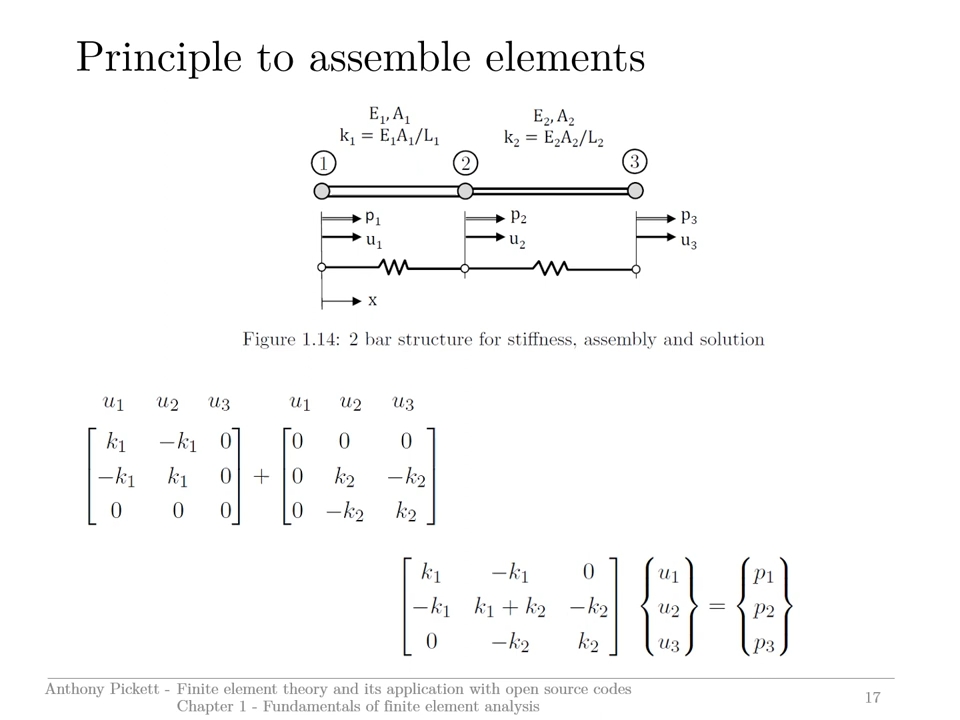 Principle to assemble elements
E₁, A₁
k₁ = E₁A₁/L₁
E₂, A₂
k₂ = E₂A₂/L₂
① ② ③
p₁ p₂ p₃
u₁ u₂ u₃
x
Figure 1.14: 2 bar structure for stiffness, assembly and solution
u₁ u₂ u₃ u₁ u₂ u₃
[k₁ −k₁ 0] [0 0 0]
[−k₁ k₁ 0] + [0 k₂ −k₂]
[0 0 0] [0 −k₂ k₂]
[k₁ −k₁ 0] {u₁} {p₁}
[−k₁ k₁ + k₂ −k₂] {u₂} = {p₂}
[0 −k₂ k₂] {u₃} {p₃}
Anthony Pickett - Finite element theory and its application with open source codes
Chapter 1 - Fundamentals of finite element analysis
17